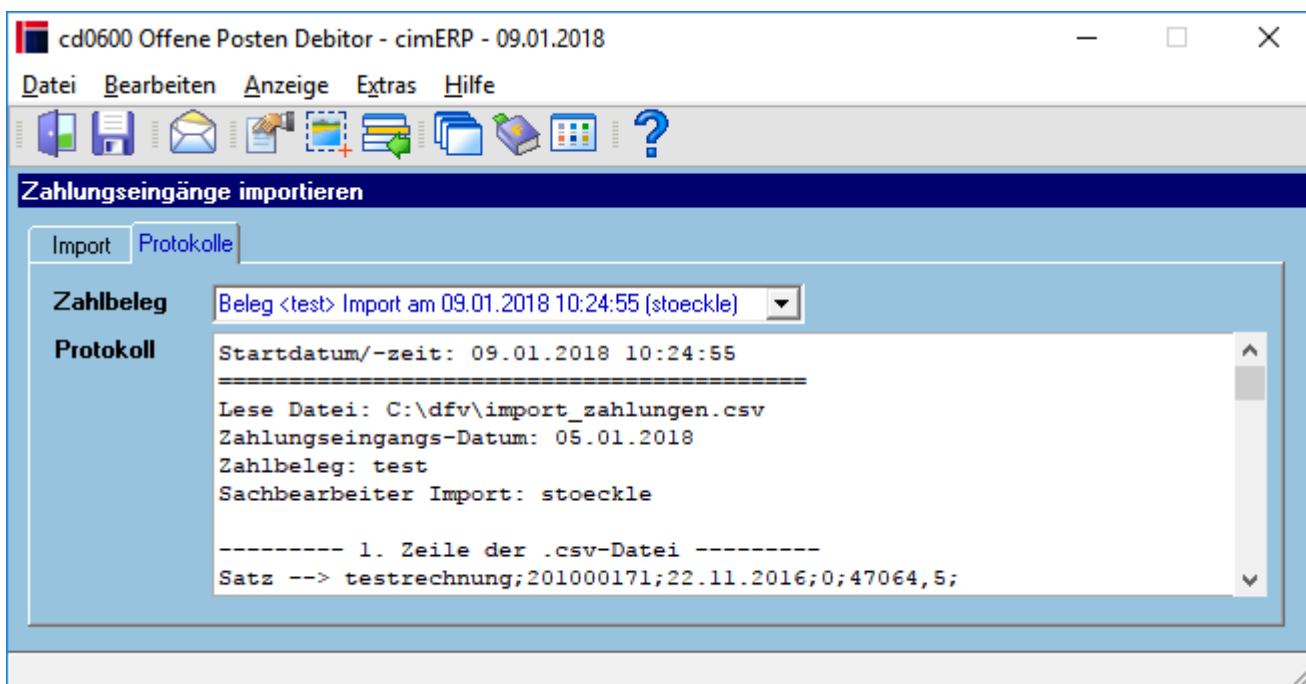 cd0600 Offene Posten Debitor - cimERP - 09.01.2018
Datei Bearbeiten Anzeige Extras Hilfe
Zahlungseingänge importieren
Import Protokolle
Zahlbeleg Beleg <test> Import am 09.01.2018 10:24:55 (stoeckle)
Protokoll
Startdatum/-zeit: 09.01.2018 10:24:55
==========================================
Lese Datei: C:\dfv\import_zahlungen.csv
Zahlungseingangs-Datum: 05.01.2018
Zahlbeleg: test
Sachbearbeiter Import: stoeckle
--------- 1. Zeile der .csv-Datei ---------
Satz --> testrechnung;201000171;22.11.2016;0;47064,5;